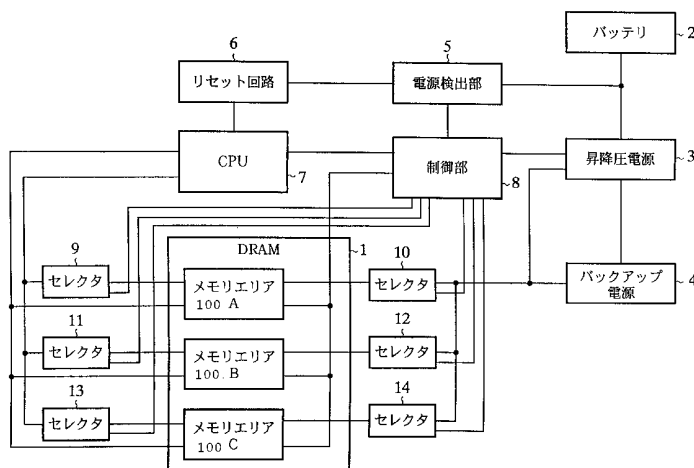 バッテリ
2
6
5
リセット回路
電源検出部
CPU
7
制御部
8
昇降圧電源
3
DRAM
1
9
セレクタ
メモリエリア
100 A
10
セレクタ
バックアップ
電源
4
11
セレクタ
メモリエリア
100.B
12
セレクタ
13
セレクタ
メモリエリア
100 C
14
セレクタ